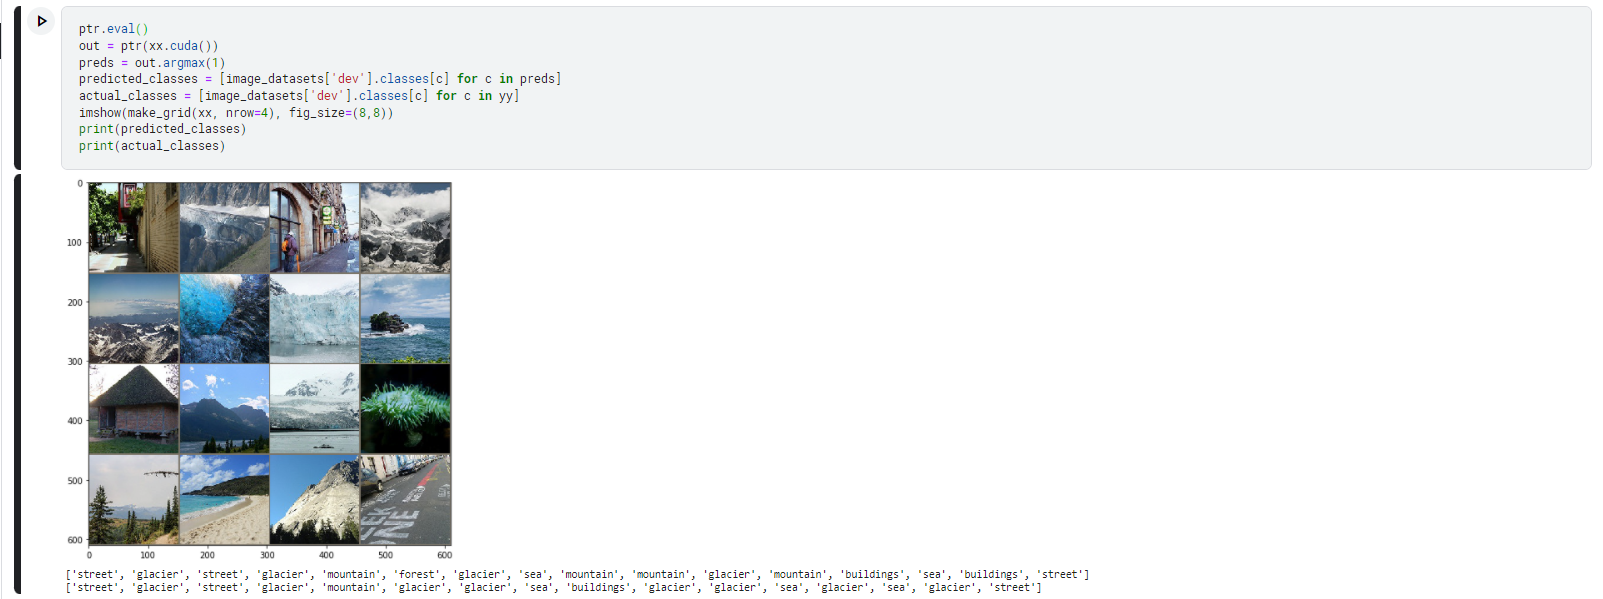 ptr.eval()
out = ptr(xx.cuda())
preds = out.argmax(1)
predicted_classes = [image_datasets['dev'].classes[c] for c in preds]
actual_classes = [image_datasets['dev'].classes[c] for c in yy]
imshow(make_grid(xx, nrow=4), fig_size=(8,8))
print(predicted_classes)
print(actual_classes)
0
100
200
300
400
500
600
0 100 200 300 400 500 600
['street', 'glacier', 'street', 'glacier', 'mountain', 'forest', 'glacier', 'sea', 'mountain', 'mountain', 'glacier', 'mountain', 'buildings', 'sea', 'buildings', 'street']
['street', 'glacier', 'street', 'glacier', 'mountain', 'glacier', 'glacier', 'sea', 'buildings', 'glacier', 'glacier', 'sea', 'glacier', 'sea', 'glacier', 'street']